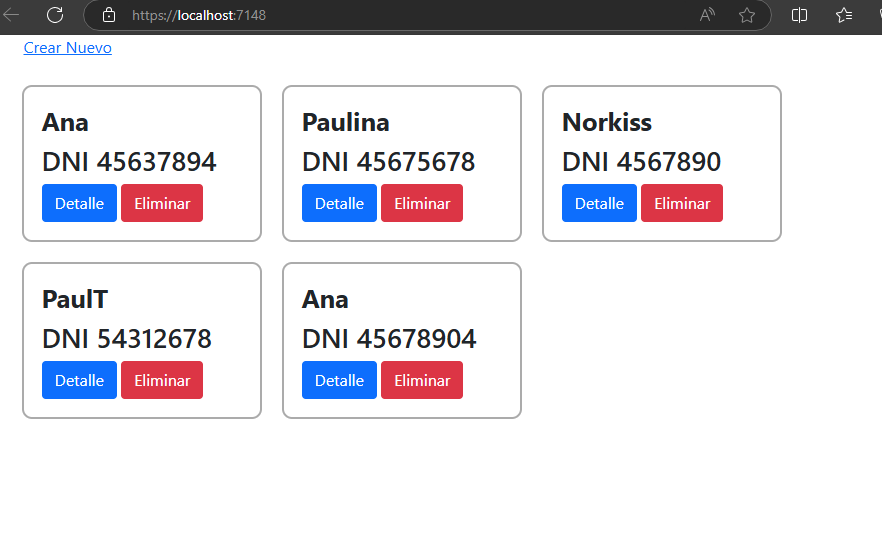 https://localhost:7148
Crear Nuevo
Ana
DNI 45637894
Detalle Eliminar
Paulina
DNI 45675678
Detalle Eliminar
Norkiss
DNI 4567890
Detalle Eliminar
PaulT
DNI 54312678
Detalle Eliminar
Ana
DNI 45678904
Detalle Eliminar